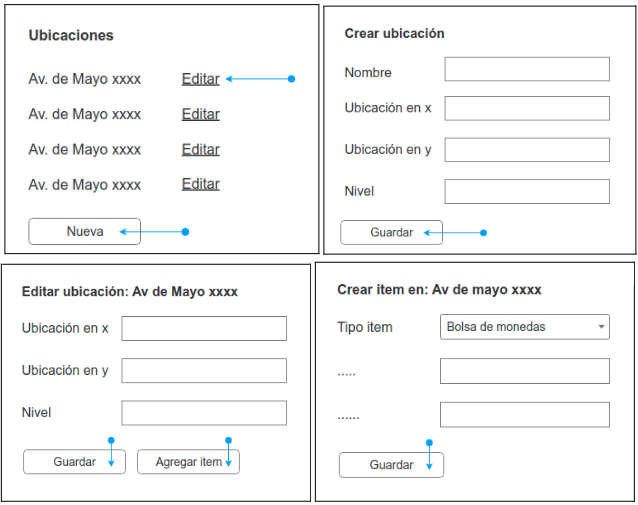 Ubicaciones
Av. de Mayo xxxx Editar
Av. de Mayo xxxx Editar
Av. de Mayo xxxx Editar
Av. de Mayo xxxx Editar
Nueva
Crear ubicación
Nombre
Ubicación en x
Ubicación en y
Nivel
Guardar
Editar ubicación: Av de Mayo xxxx
Ubicación en x
Ubicación en y
Nivel
Guardar Agregar item
Crear item en: Av de mayo xxxx
Tipo item Bolsa de monedas
.....
......
Guardar